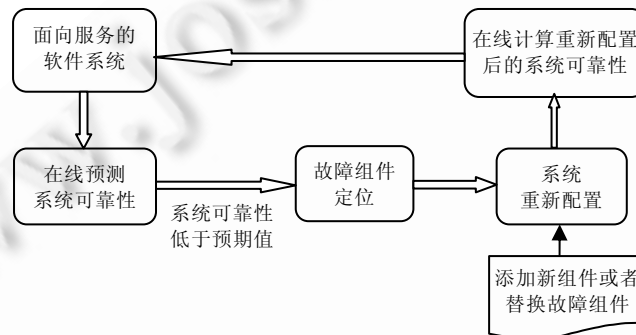 面向服务的
软件系统
在线计算重新配置
后的系统可靠性
在线预测
系统可靠性
系统可靠性
低于预期值
故障组件
定位
系统
重新配置
添加新组件或者
替换故障组件